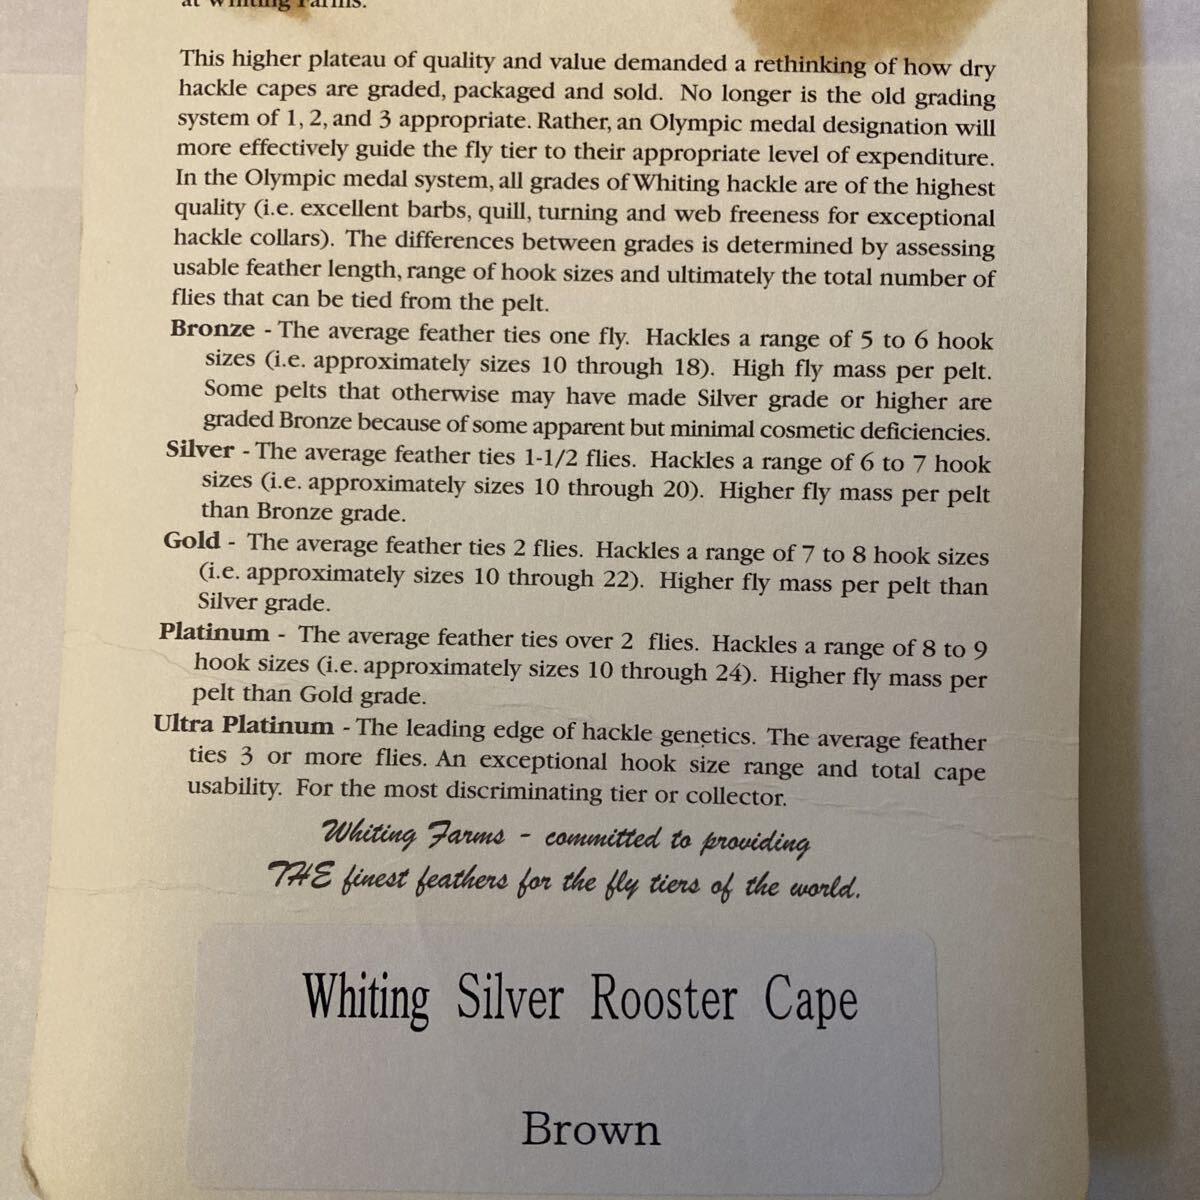 at Whiting Farms.
This higher plateau of quality and value demanded a rethinking of how dry
hackle capes are graded, packaged and sold. No longer is the old grading
system of 1, 2, and 3 appropriate. Rather, an Olympic medal designation will
more effectively guide the fly tier to their appropriate level of expenditure.
In the Olympic medal system, all grades of Whiting hackle are of the highest
quality (i.e. excellent barbs, quill, turning and web freeness for exceptional
hackle collars). The differences between grades is determined by assessing
usable feather length, range of hook sizes and ultimately the total number of
flies that can be tied from the pelt.
Bronze - The average feather ties one fly. Hackles a range of 5 to 6 hook
sizes (i.e. approximately sizes 10 through 18). High fly mass per pelt.
Some pelts that otherwise may have made Silver grade or higher are
graded Bronze because of some apparent but minimal cosmetic deficiencies.
Silver - The average feather ties 1-1/2 flies. Hackles a range of 6 to 7 hook
sizes (i.e. approximately sizes 10 through 20). Higher fly mass per pelt
than Bronze grade.
Gold - The average feather ties 2 flies. Hackles a range of 7 to 8 hook sizes
(i.e. approximately sizes 10 through 22). Higher fly mass per pelt than
Silver grade.
Platinum - The average feather ties over 2 flies. Hackles a range of 8 to 9
hook sizes (i.e. approximately sizes 10 through 24). Higher fly mass per
pelt than Gold grade.
Ultra Platinum - The leading edge of hackle genetics. The average feather
ties 3 or more flies. An exceptional hook size range and total cape
usability. For the most discriminating tier or collector.
Whiting Farms - committed to providing
THE finest feathers for the fly tiers of the world.
Whiting Silver Rooster Cape
Brown